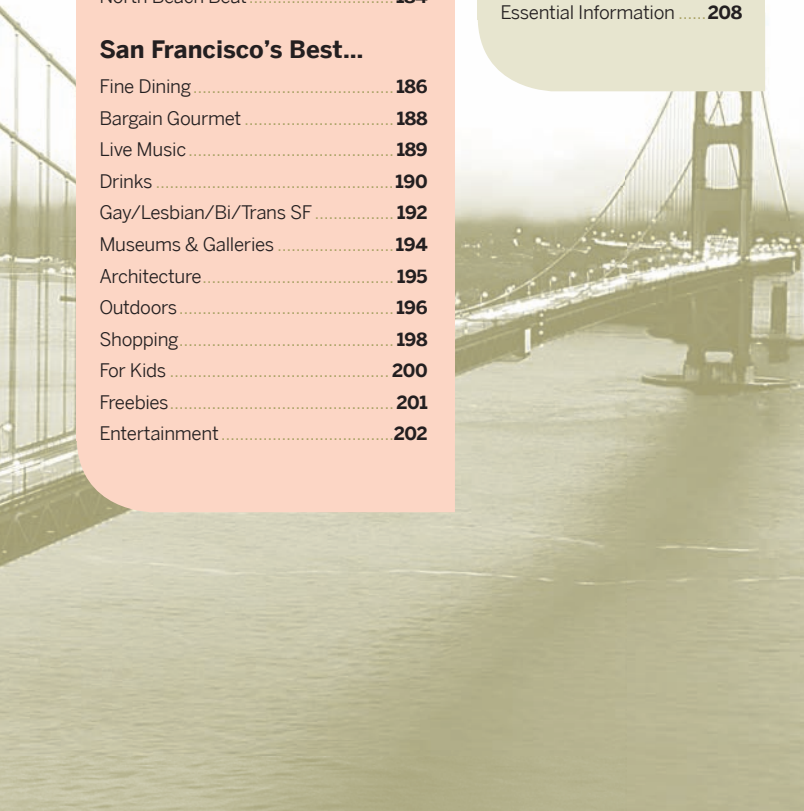 North Beach Beat 184
San Francisco’s Best...
Fine Dining 186
Bargain Gourmet 188
Live Music 189
Drinks 190
Gay/Lesbian/Bi/Trans SF 192
Museums & Galleries 194
Architecture 195
Outdoors 196
Shopping 198
For Kids 200
Freebies 201
Entertainment 202
Essential Information 208